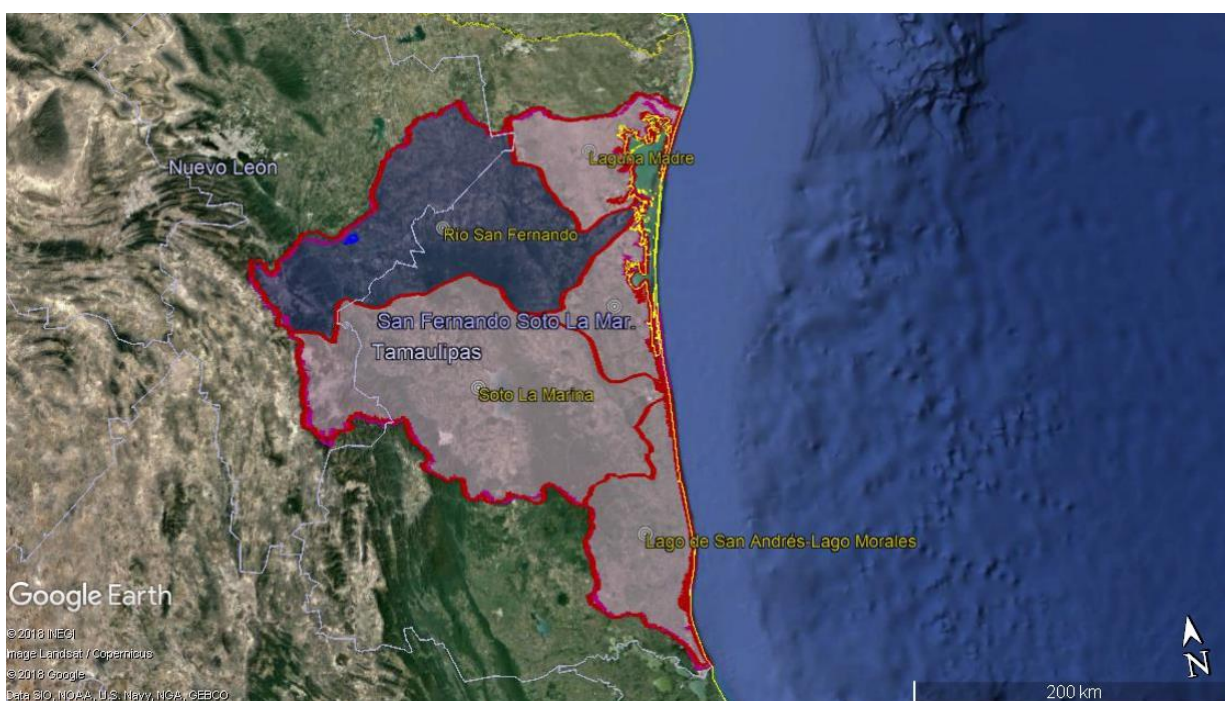 Laguna Madre
Nuevo León
Río San Fernando
San Fernando Soto La Mar.
Tamaulipas
Soto La Marina
Lago de San Andrés-Lago Morales
Google Earth
©2018 INEGI
Image Landsat / Copernicus
©2018 Google
Data SIO, NOAA, U.S. Navy, NGA, GEBCO
N
200 km